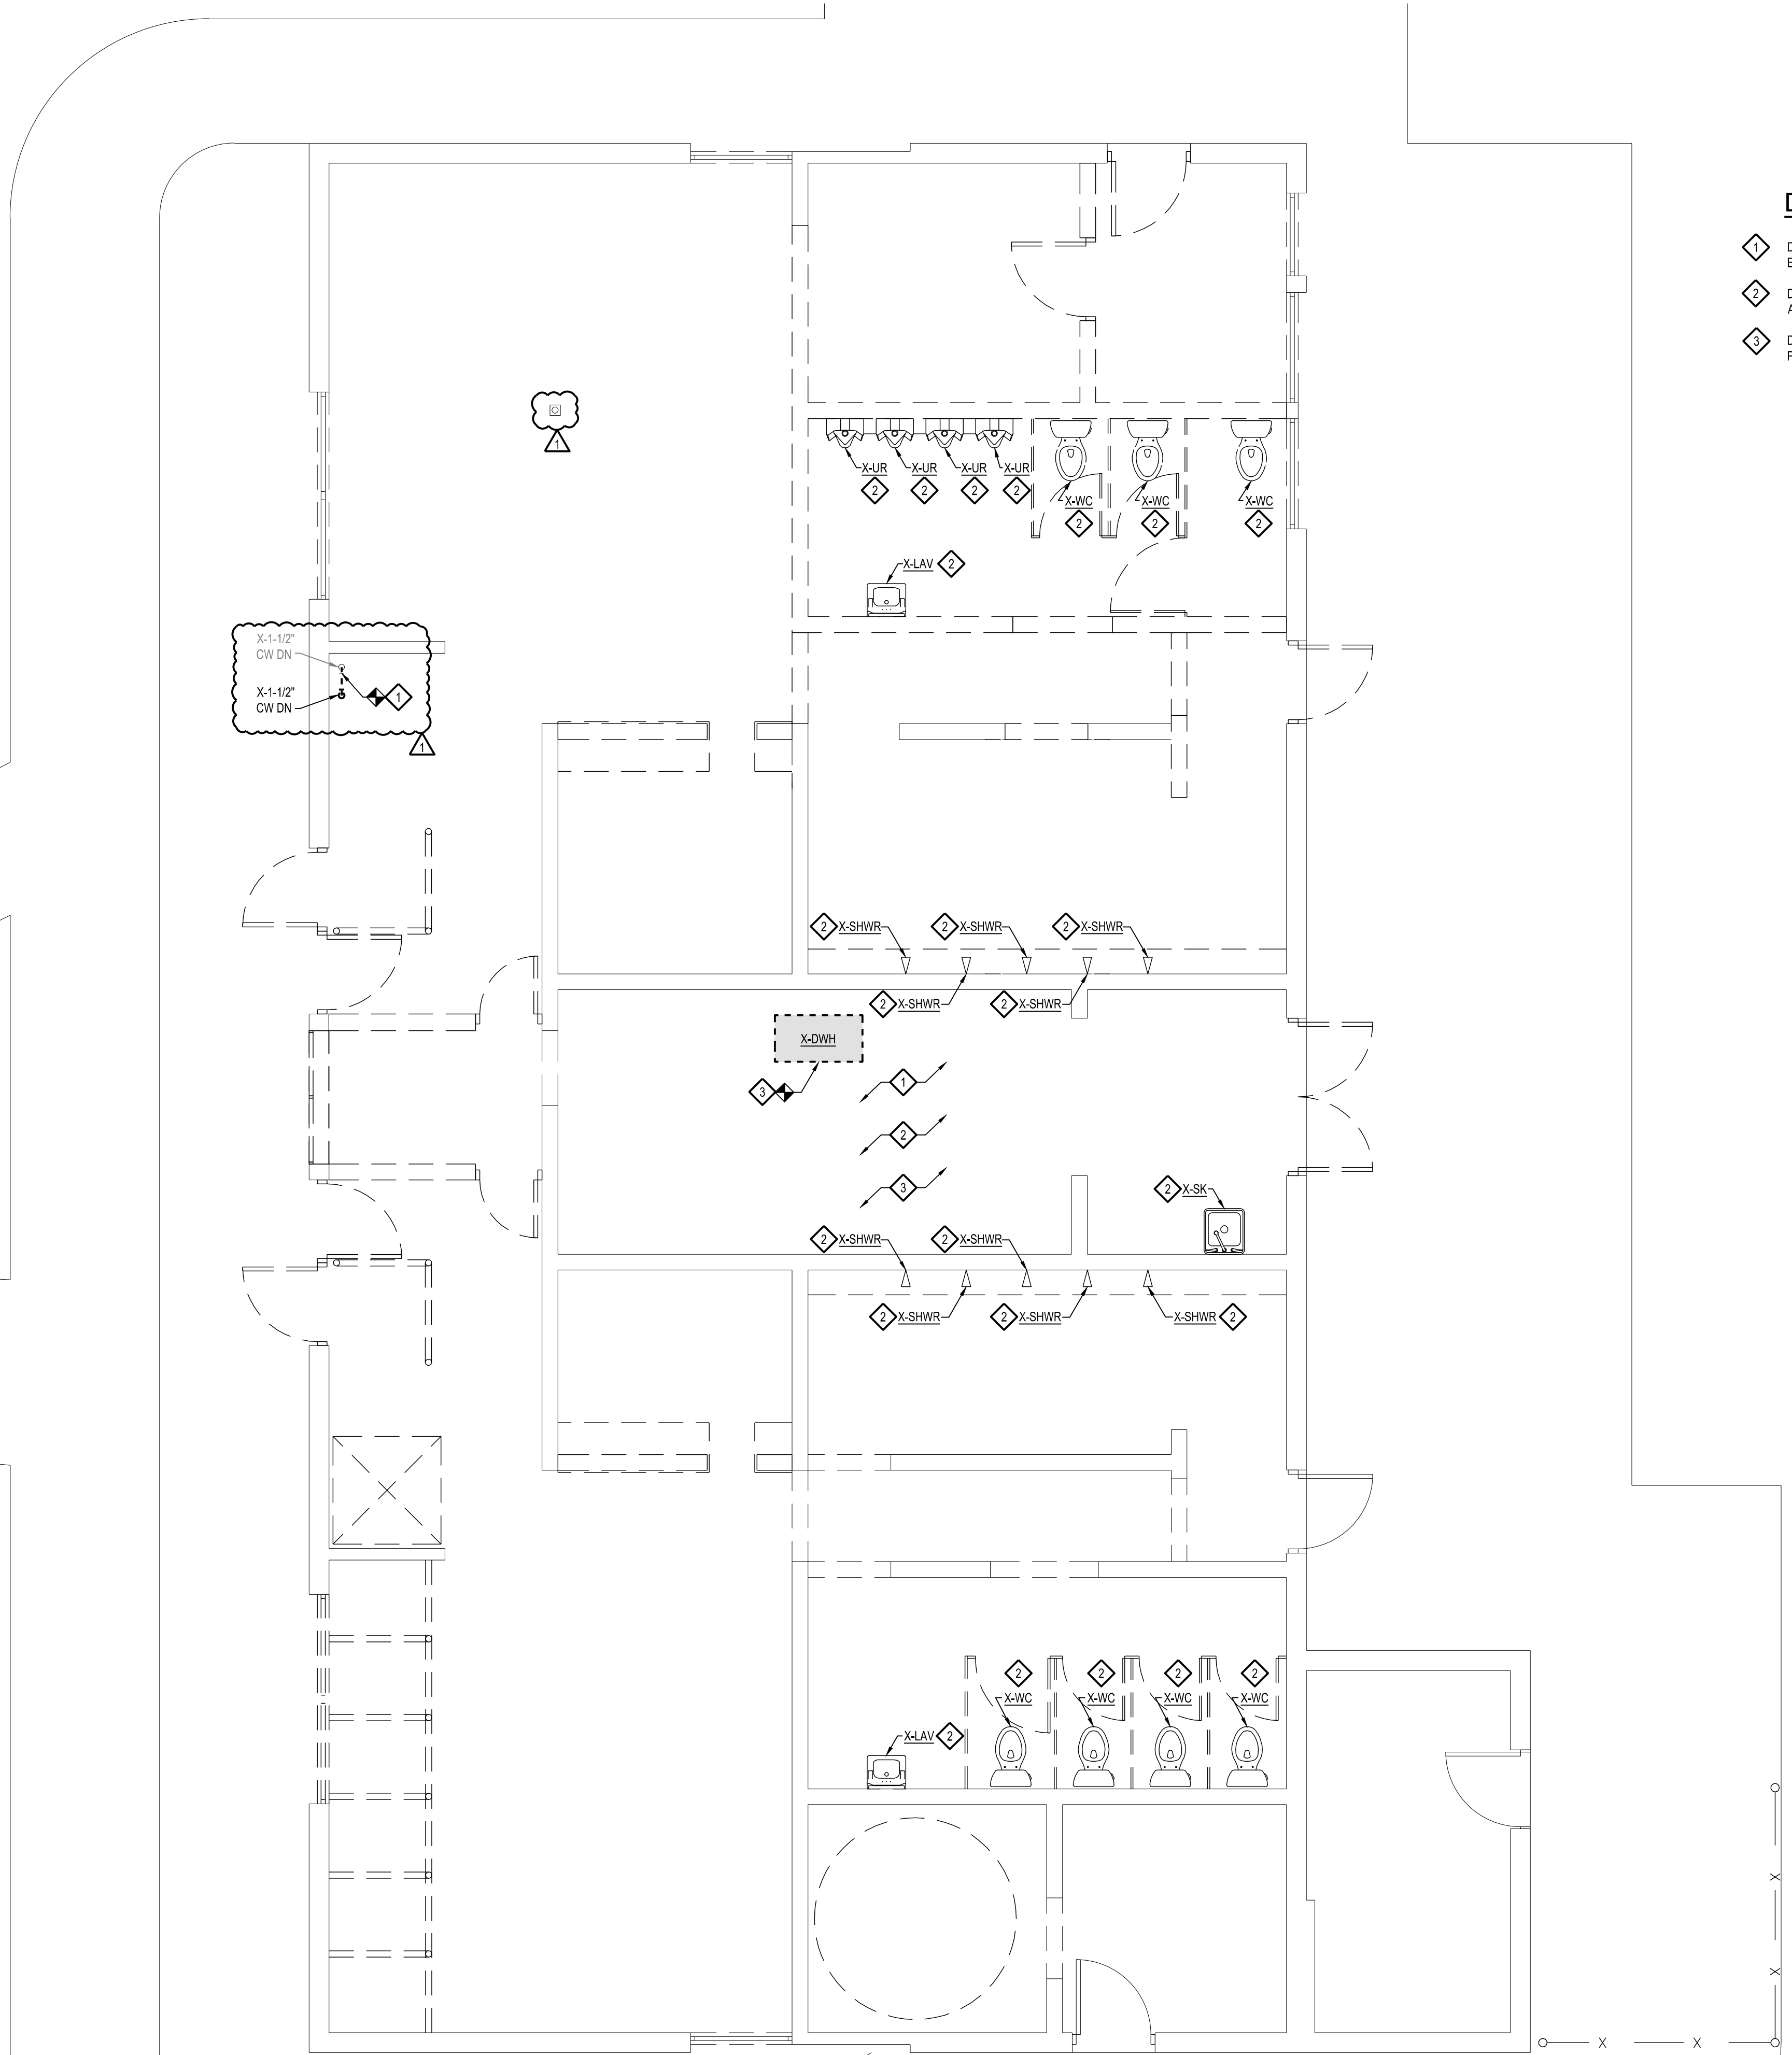 D
1 D
E
2 D
A
3 D
F
1
X-UR X-UR X-UR X-UR
2 2 2 2
X-WC X-WC X-WC
2 2 2
X-LAV 2
X-1-1/2"
CW DN
X-1-1/2"
CW DN
1
1
2 X-SHWR 2 X-SHWR 2 X-SHWR
2 X-SHWR 2 X-SHWR
X-DWH
3
1
2
3
2 X-SK
2 X-SHWR 2 X-SHWR
2 X-SHWR 2 X-SHWR X-SHWR 2
2 2 2 2
X-WC X-WC X-WC X-WC
X-LAV 2
X
X
X X